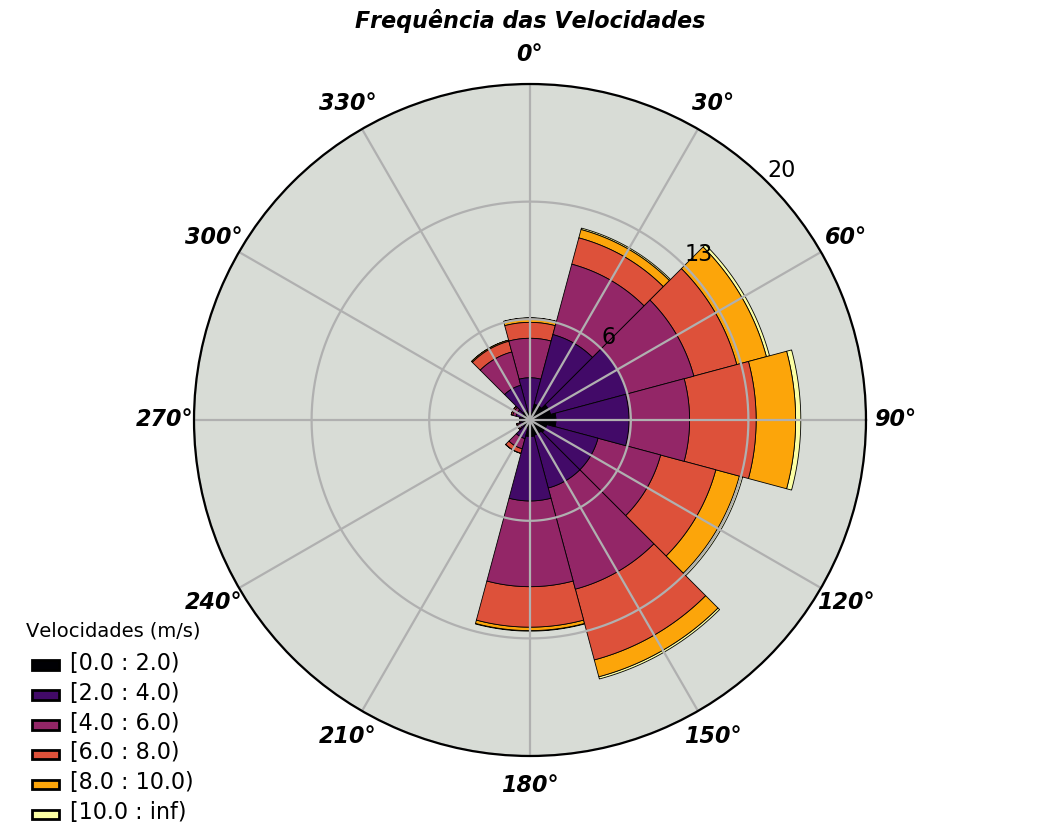 Frequência das Velocidades
0°
330°
30°
20
300°
60°
13
6
270°
90°
240°
120°
210°
150°
180°
Velocidades (m/s)
[0.0 : 2.0)
[2.0 : 4.0)
[4.0 : 6.0)
[6.0 : 8.0)
[8.0 : 10.0)
[10.0 : inf)